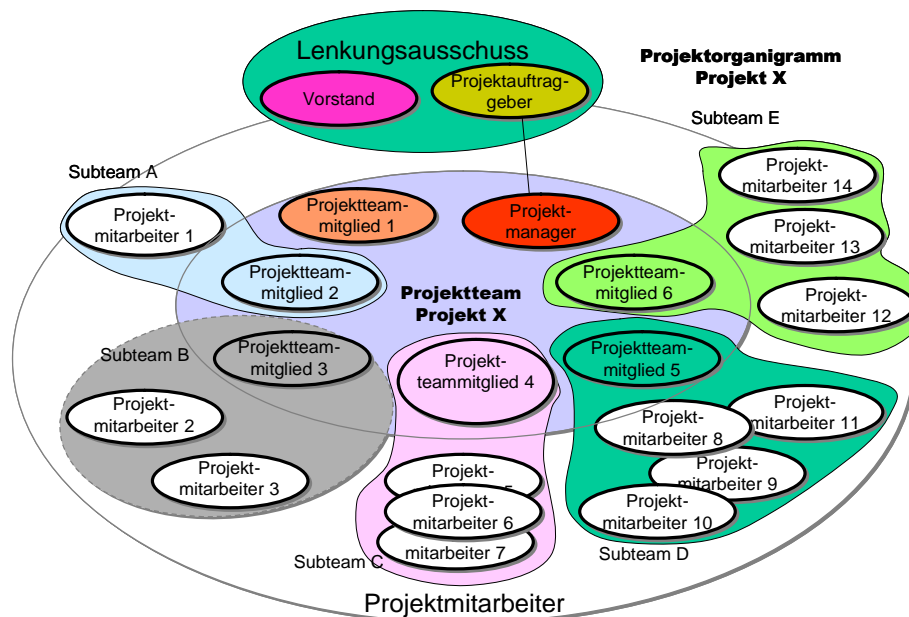 Lenkungsausschuss
Vorstand
Projektauftrag-
geber
Projektorganigramm
Projekt X
Subteam E
Subteam A
Projekt-
mitarbeiter 1
Projektteam-
mitglied 1
Projekt-
manager
Projekt-
mitarbeiter 14
Projekt-
mitarbeiter 13
Projektteam-
mitglied 2
Projektteam-
mitglied 6
Projekt-
mitarbeiter 12
Projektteam
Projekt X
Subteam B
Projektteam-
mitglied 3
Projekt-
teammitglied 4
Projektteam-
mitglied 5
Projekt-
mitarbeiter 2
Projekt-
mitarbeiter 3
Projekt-
mitarbeiter 8
Projekt-
mitarbeiter 11
Projekt-
mitarbeiter 9
Projekt-
mitarbeiter 10
Projekt-
Projekt-
mitarbeiter 6
mitarbeiter 7
Subteam C
Subteam D
Projektmitarbeiter